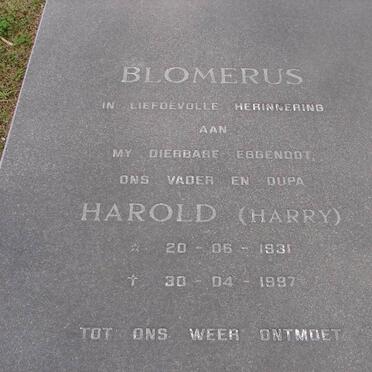 BLOMERUS
IN LIEFDEVOLLE HERINNERING
AAN
MY DIERBARE EGGENOOT,
ONS VADER EN OUPA
HAROLD (HARRY)
☆ 20 - 06 - 1931
† 30 - 04 - 1997
TOT ONS WEER ONTMOET